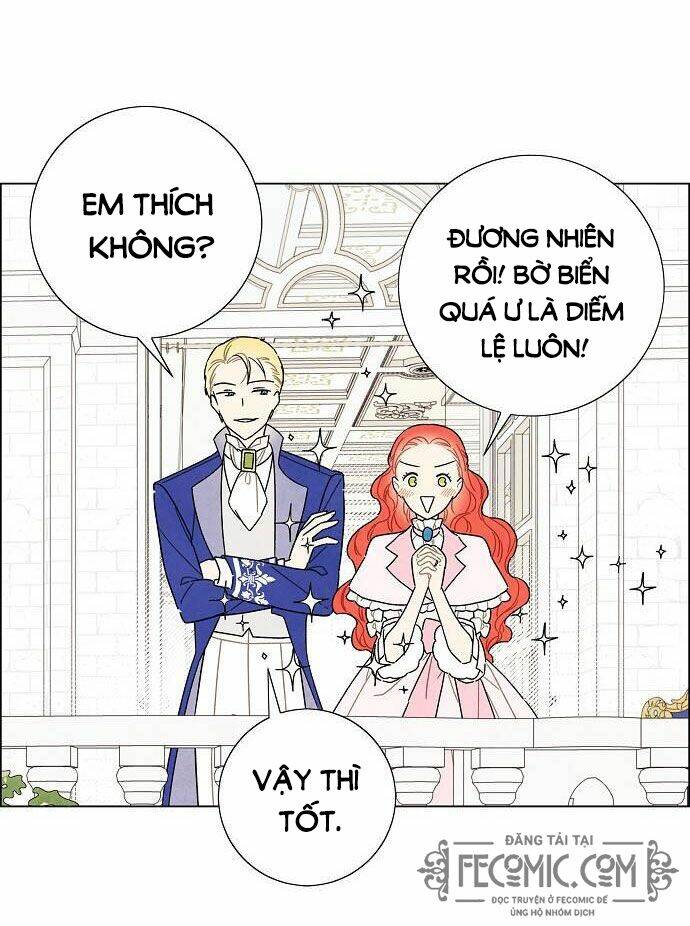 EM THÍCH
KHÔNG?
ĐƯƠNG NHIÊN
RỒI! BỜ BIỂN
QUÁ Ư LÀ DIỄM
LỆ LUÔN!
VẬY THÌ
TỐT.
ĐĂNG TẢI TẠI
FECOMIC.COM
ĐỌC TRUYỆN Ở FECOMIC ĐỂ
ỦNG HỘ NHÓM DỊCH